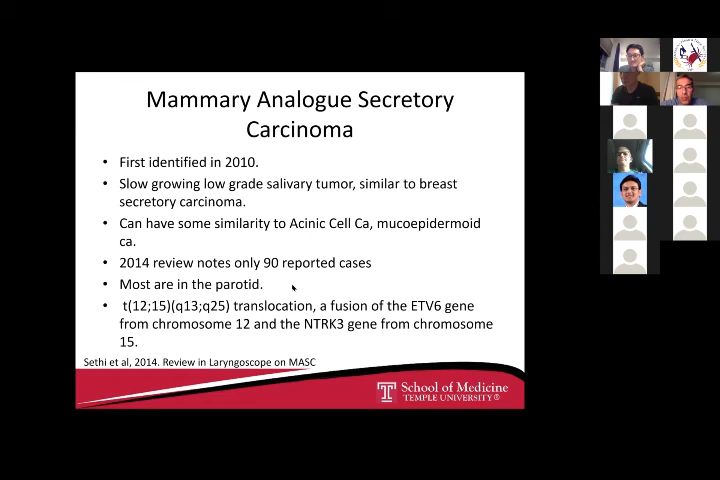 Mammary Analogue Secretory
Carcinoma
• First identified in 2010.
• Slow growing low grade salivary tumor, similar to breast
secretory carcinoma.
• Can have some similarity to Acinic Cell Ca, mucoepidermoid
ca.
• 2014 review notes only 90 reported cases
• Most are in the parotid.
• t(12;15)(q13;q25) translocation, a fusion of the ETV6 gene
from chromosome 12 and the NTRK3 gene from chromosome
15.
Sethi et al, 2014. Review in Laryngoscope on MASC
School of Medicine
TEMPLE UNIVERSITY®